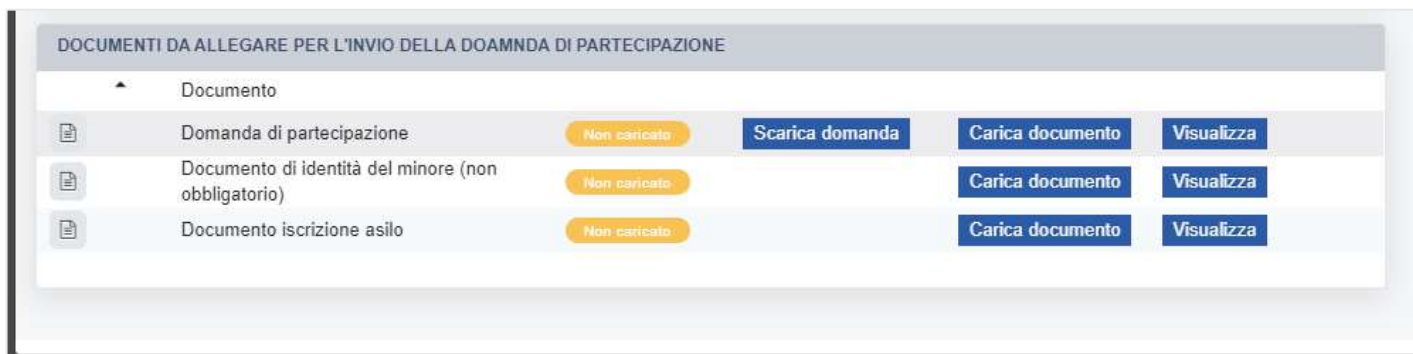 DOCUMENTI DA ALLEGARE PER L'INVIO DELLA DOAMNDA DI PARTECIPAZIONE
Documento
Domanda di partecipazione Non caricato Scarica domanda Carica documento Visualizza
Documento di identità del minore (non
obbligatorio) Non caricato Carica documento Visualizza
Documento iscrizione asilo Non caricato Carica documento Visualizza